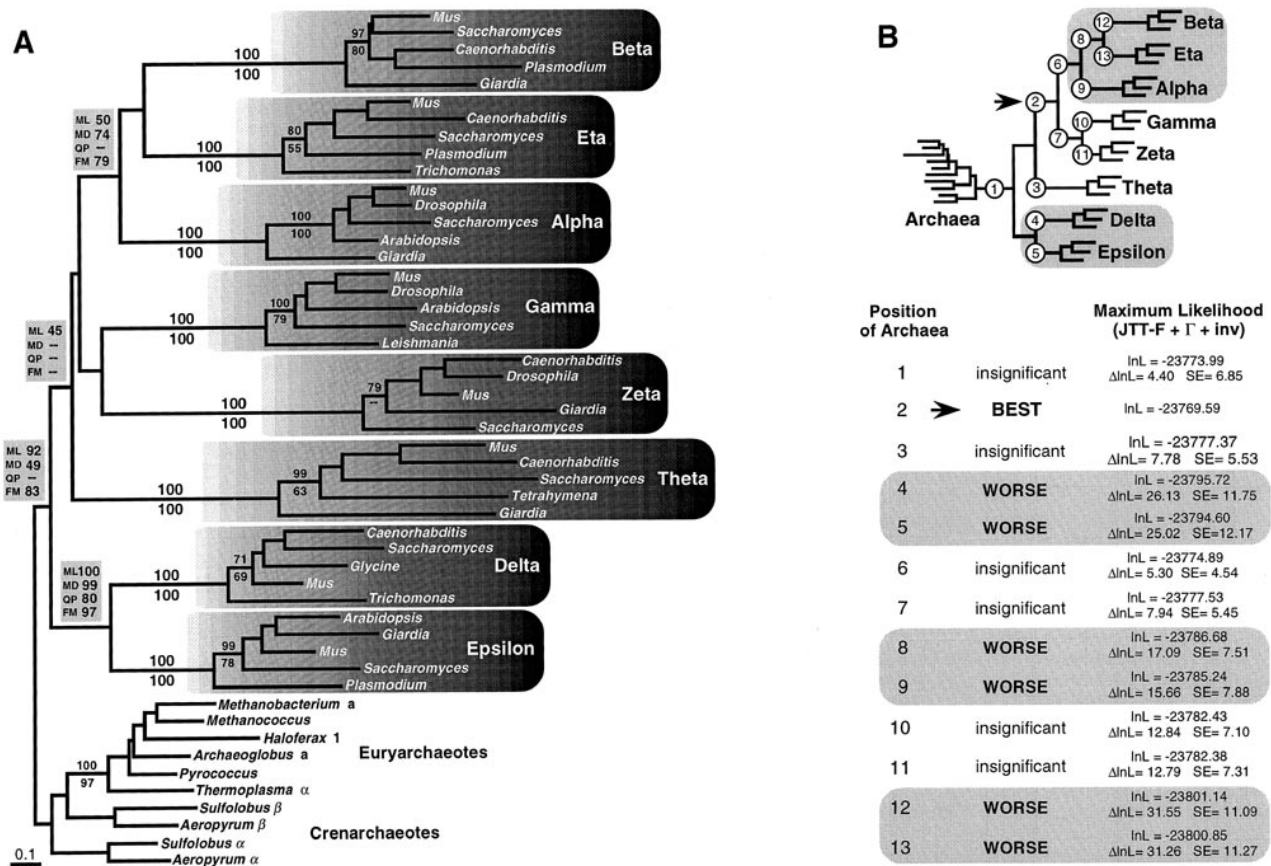 A
Mus
97
Saccharomyces
80
Caenorhabditis
Plasmodium
Giardia
Beta
100
100
ML 50
MD 74
QP –
FM 79
Mus
Caenorhabditis
80
Saccharomyces
55
Plasmodium
Trichomonas
Eta
100
100
Mus
Drosophila
100
Saccharomyces
100
Arabidopsis
Giardia
Alpha
100
100
Mus
Drosophila
100
Arabidopsis
79
Saccharomyces
Leishmania
Gamma
100
100
ML 45
MD –
QP –
FM –
Caenorhabditis
Drosophila
79
Mus
--
Giardia
Saccharomyces
Zeta
100
100
ML 92
MD 49
QP –
FM 83
Mus
Caenorhabditis
99
Saccharomyces
63
Tetrahymena
Giardia
Theta
100
100
Caenorhabditis
Saccharomyces
71
Glycine
69
Mus
Trichomonas
Delta
100
100
ML100
MD 99
QP 80
FM 97
Arabidopsis
Giardia
99
Mus
78
Saccharomyces
Plasmodium
Epsilon
100
100
Methanobacterium a
Methanococcus
Haloferax 1
Archaeoglobus a
Euryarchaeotes
100
Pyrococcus
97
Thermoplasma α
Sulfolobus β
Aeropyrum β
Crenarchaeotes
Sulfolobus α
Aeropyrum α
0.1
B
12 Beta
8
13 Eta
6
9 Alpha
2
10 Gamma
7
11 Zeta
1
3 Theta
Archaea
4 Delta
5 Epsilon
Position of Archaea
Maximum Likelihood
(JTT-F + Γ + inv)
1 insignificant lnL = -23773.99
ΔlnL= 4.40 SE= 6.85
2 BEST lnL = -23769.59
3 insignificant lnL = -23777.37
ΔlnL= 7.78 SE= 5.53
4 WORSE lnL = -23795.72
ΔlnL= 26.13 SE= 11.75
5 WORSE lnL = -23794.60
ΔlnL= 25.02 SE=12.17
6 insignificant lnL = -23774.89
ΔlnL= 5.30 SE= 4.54
7 insignificant lnL = -23777.53
ΔlnL= 7.94 SE= 5.45
8 WORSE lnL = -23786.68
ΔlnL= 17.09 SE= 7.51
9 WORSE lnL = -23785.24
ΔlnL= 15.66 SE= 7.88
10 insignificant lnL = -23782.43
ΔlnL= 12.84 SE= 7.10
11 insignificant lnL = -23782.38
ΔlnL= 12.79 SE= 7.31
12 WORSE lnL = -23801.14
ΔlnL= 31.55 SE= 11.09
13 WORSE lnL = -23800.85
ΔlnL= 31.26 SE= 11.27